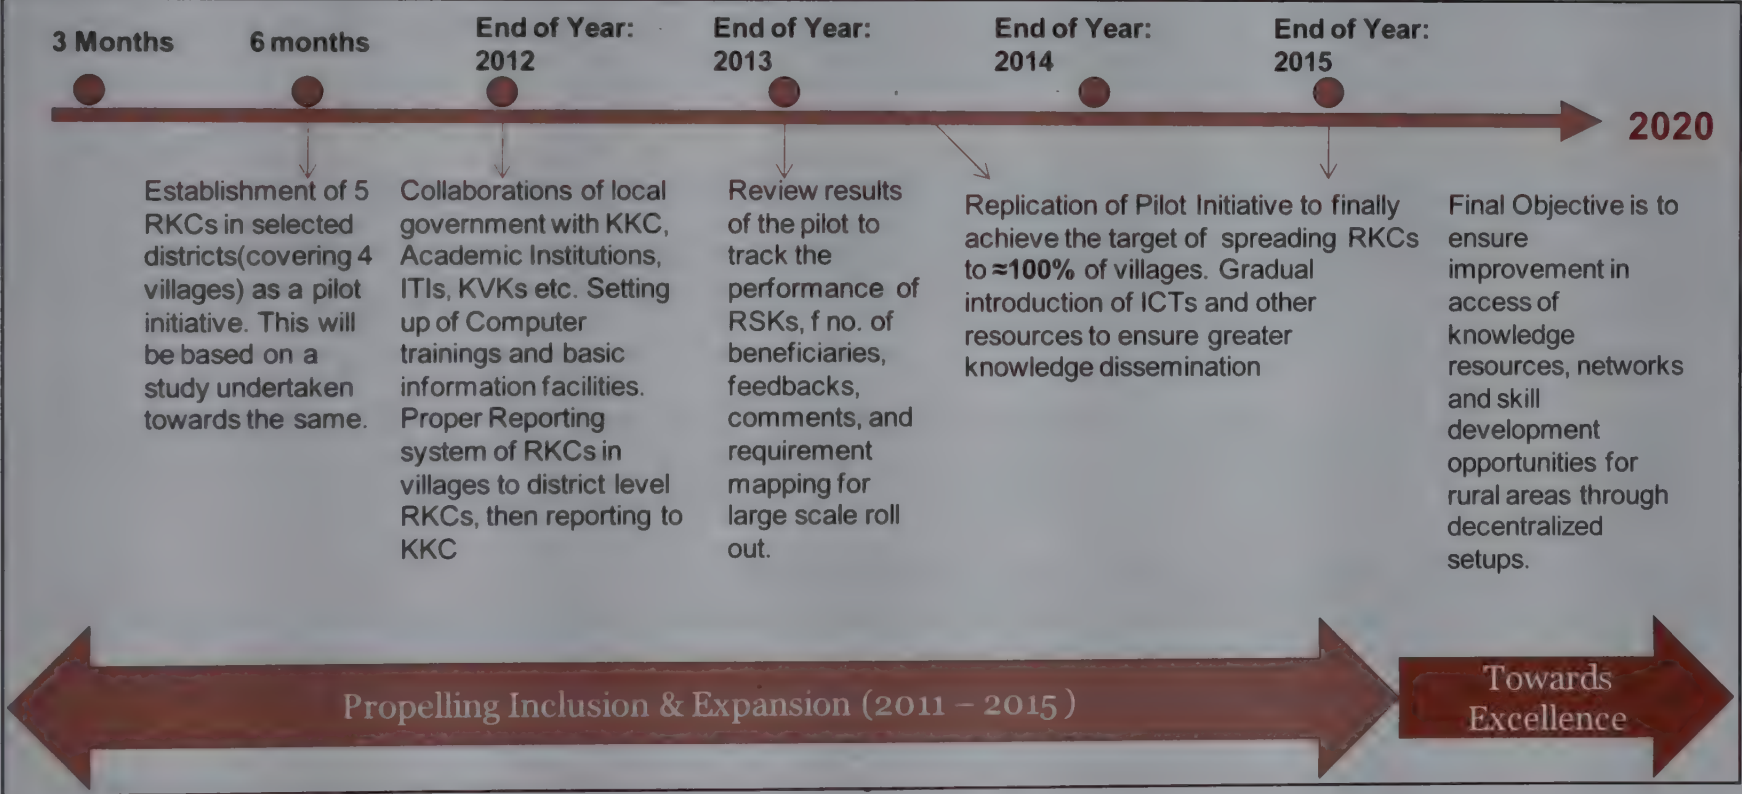 3 Months
6 months
End of Year:
2012
End of Year:
2013
End of Year:
2014
End of Year:
2015
2020
Establishment of 5
RKCs in selected
districts(covering 4
villages) as a pilot
initiative. This will
be based on a
study undertaken
towards the same.
Collaborations of local
government with KKC,
Academic Institutions,
ITIs, KVKs etc. Setting
up of Computer
trainings and basic
information facilities.
Proper Reporting
system of RKCs in
villages to district level
RKCs, then reporting to
KKC
Review results
of the pilot to
track the
performance of
RSKs, f no. of
beneficiaries,
feedbacks,
comments, and
requirement
mapping for
large scale roll
out.
Replication of Pilot Initiative to finally
achieve the target of spreading RKCs
to ≈100% of villages. Gradual
introduction of ICTs and other
resources to ensure greater
knowledge dissemination
Final Objective is to
ensure
improvement in
access of
knowledge
resources, networks
and skill
development
opportunities for
rural areas through
decentralized
setups.
Propelling Inclusion & Expansion (2011 – 2015)
Towards
Excellence